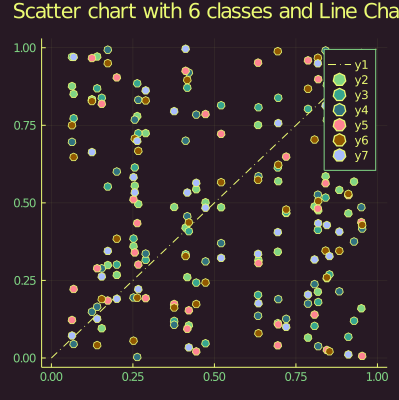 Scatter chart with 6 classes and Line Cha
1.00
0.75
0.50
0.25
0.00
0.00 0.25 0.50 0.75 1.00
y1
y2
y3
y4
y5
y6
y7